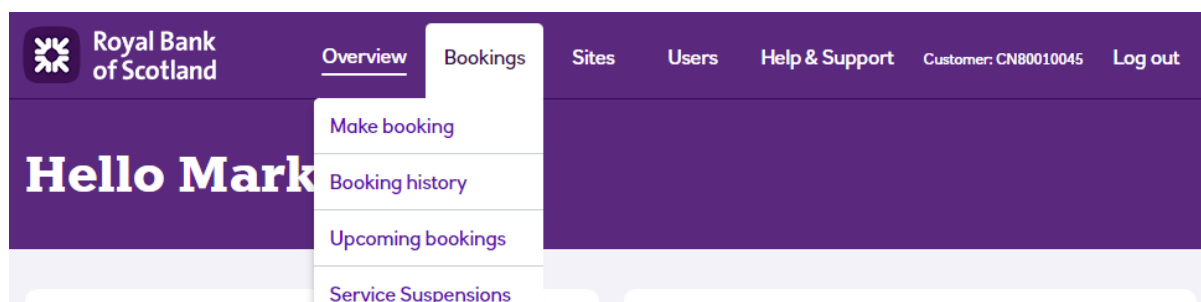 Royal Bank
of Scotland
Overview
Bookings
Sites
Users
Help & Support
Customer: CN80010045
Log out
Make booking
Hello Mark
Booking history
Upcoming bookings
Service Suspensions